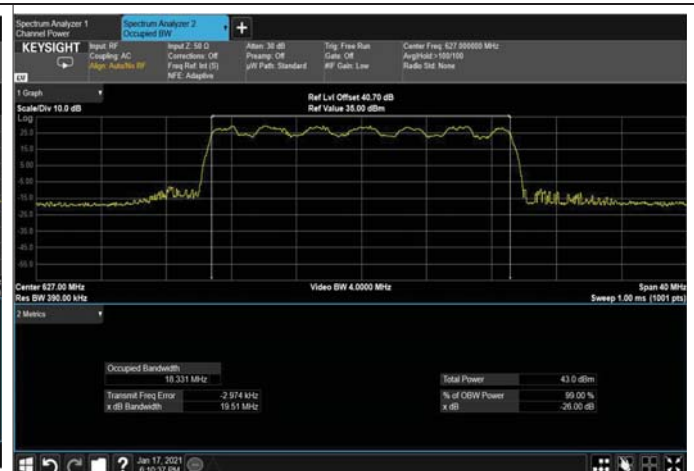 Spectrum Analyzer 1
Channel Power
Spectrum Analyzer 2
Occupied BW
+
KEYSIGHT
Input: RF
Coupling: AC
Align: Auto/No RF
Input Z: 50 Ω
Corrections: Off
Freq Ref: Int (S)
NFE: Adaptive
Atten: 30 dB
Preamp: Off
µW Path: Standard
Trig: Free Run
Gate: Off
#IF Gain: Low
Center Freq: 627.000000 MHz
Avg|Hold:>100/100
Radio Std: None
1 Graph
Scale/Div 10.0 dB
Ref Lvl Offset 40.70 dB
Ref Value 35.00 dBm
Log
25.0
15.0
5.00
-5.00
-15.0
-25.0
-35.0
-45.0
-55.0
Center 627.00 MHz
Video BW 4.0000 MHz
Span 40 MHz
Res BW 390.00 kHz
Sweep 1.00 ms (1001 pts)
2 Metrics
Occupied Bandwidth
18.331 MHz
Total Power 43.0 dBm
Transmit Freq Error -2.974 kHz
% of OBW Power 99.00 %
x dB Bandwidth 19.51 MHz
x dB -26.00 dB
?
Jan 17, 2021
6:10:37 PM